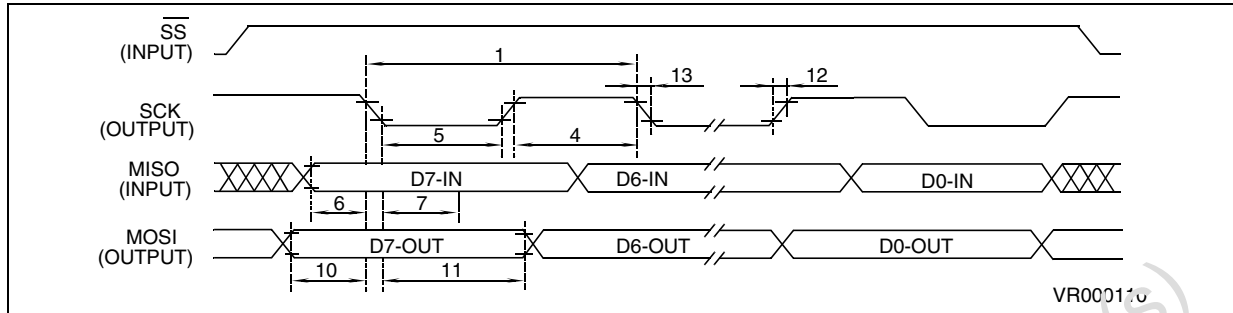 SS
(INPUT)
1
13
12
SCK
(OUTPUT)
5
4
MISO
(INPUT)
D7-IN
D6-IN
D0-IN
6
7
MOSI
(OUTPUT)
D7-OUT
D6-OUT
D0-OUT
10
11
VR000110
(s)